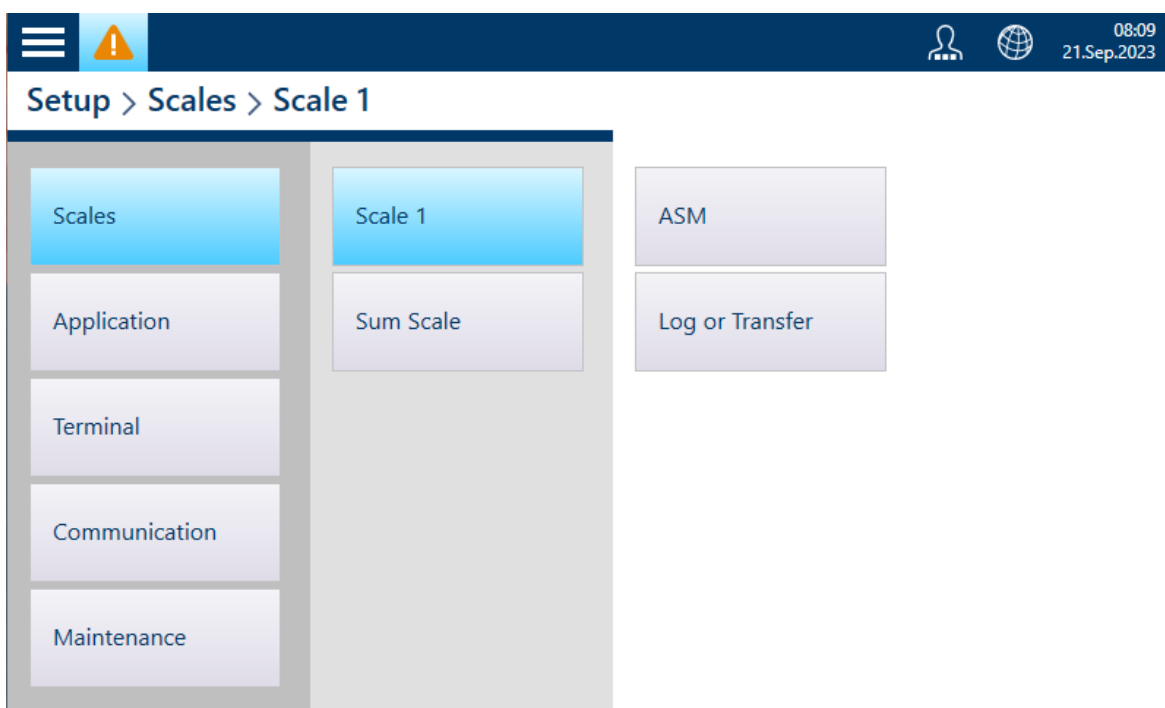 08:09
21.Sep.2023
Setup > Scales > Scale 1
Scales
Scale 1
ASM
Application
Sum Scale
Log or Transfer
Terminal
Communication
Maintenance